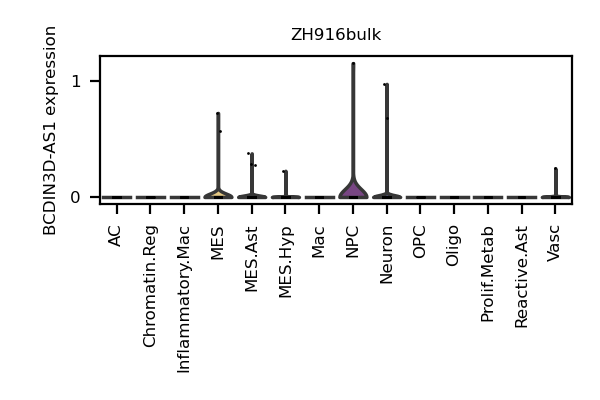 ZH916bulk
BCDIN3D-AS1 expression
1
0
AC
Chromatin.Reg
Inflammatory.Mac
MES
MES.Ast
MES.Hyp
Mac
NPC
Neuron
OPC
Oligo
Prolif.Metab
Reactive.Ast
Vasc